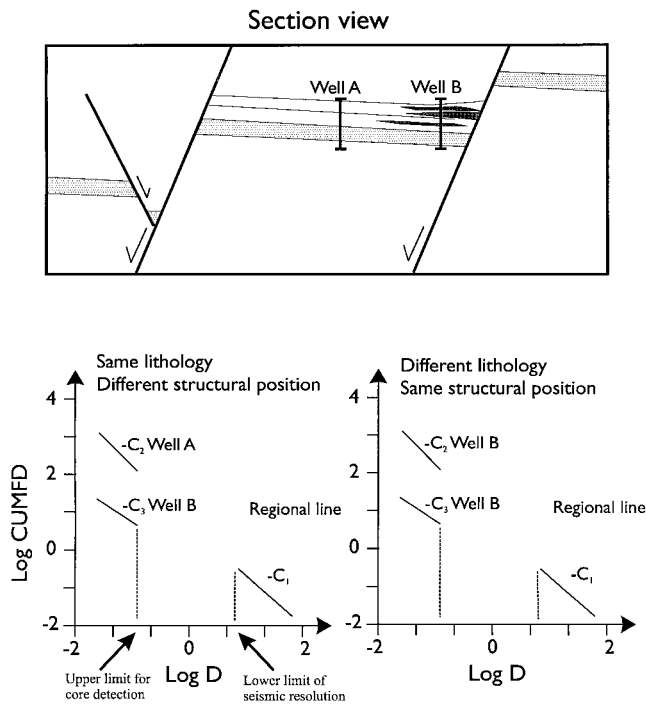 Section view
Well A
Well B
Same lithology
Different structural position
4
2
0
-2
-C₂ Well A
-C₃ Well B
Regional line
-C₁
Log CUMFD
-2
0
2
Log D
Upper limit for
core detection
Lower limit of
seismic resolution
Different lithology
Same structural position
4
2
0
-2
-C₂ Well B
-C₃ Well B
Regional line
-C₁
-2
0
2
Log D